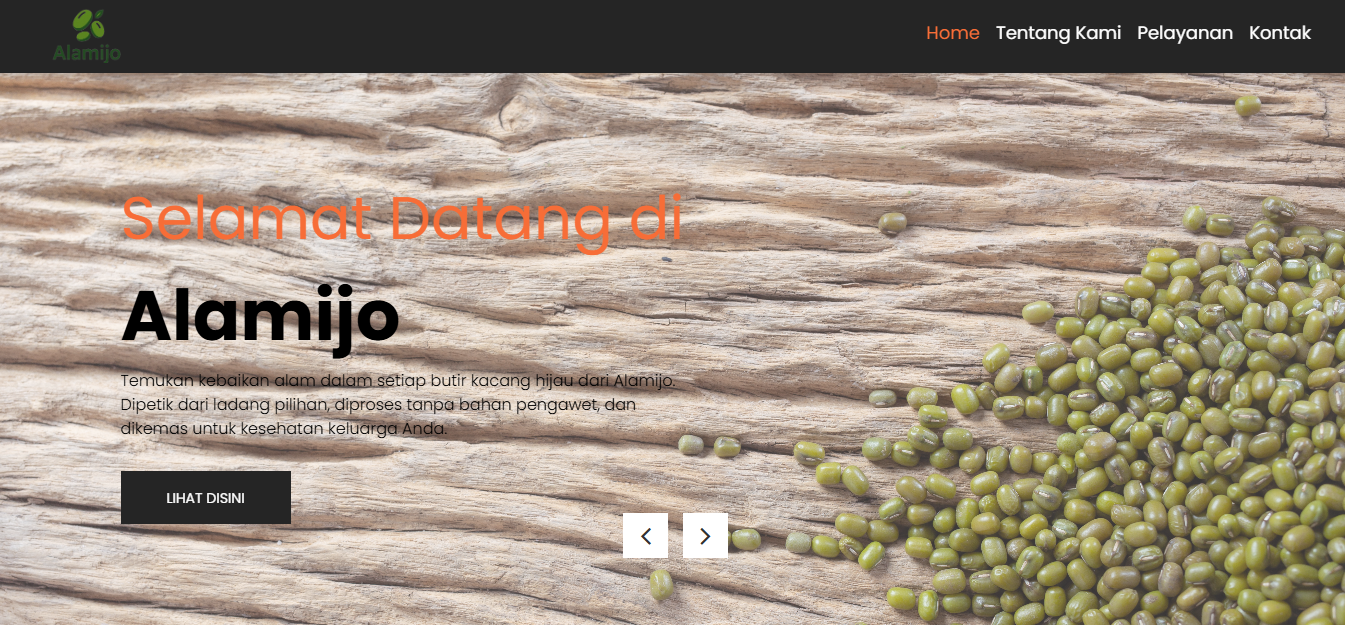 Alamijo
Home Tentang Kami Pelayanan Kontak
Selamat Datang di
Alamijo
Temukan kebaikan alam dalam setiap butir kacang hijau dari Alamijo.
Dipetik dari ladang pilihan, diproses tanpa bahan pengawet, dan
dikemas untuk kesehatan keluarga Anda.
LIHAT DISINI